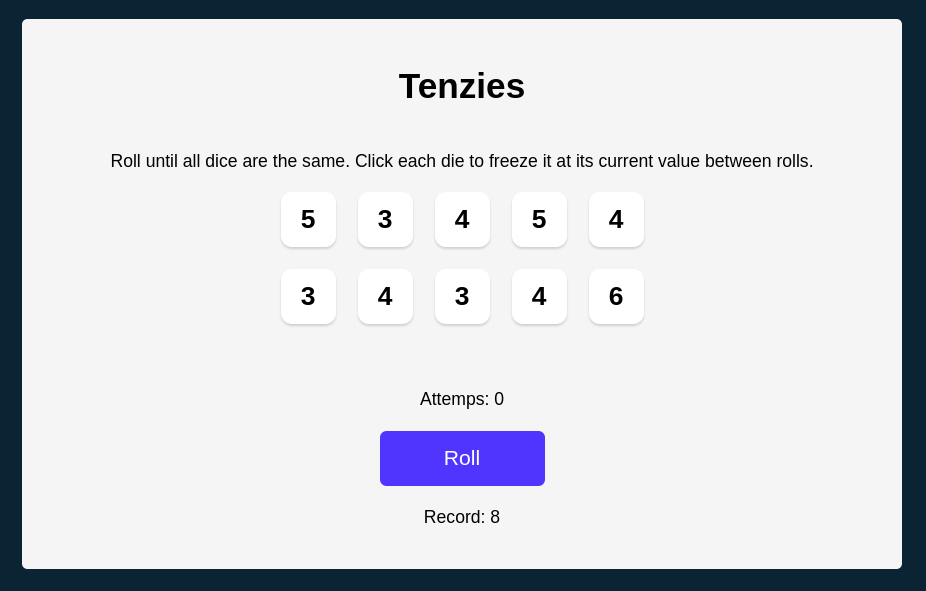 Tenzies
Roll until all dice are the same. Click each die to freeze it at its current value between rolls.
5 3 4 5 4
3 4 3 4 6
Attemps: 0
Roll
Record: 8